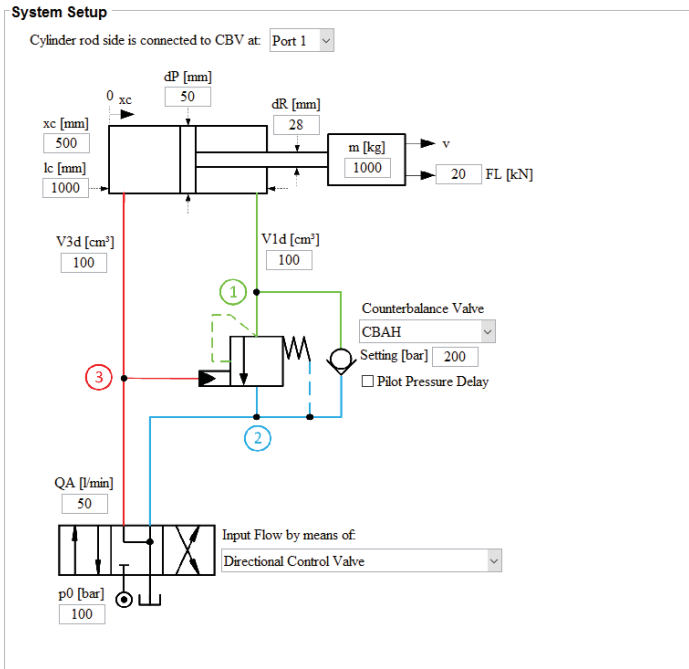 System Setup
Cylinder rod side is connected to CBV at: Port 1
dP [mm]
50
0 xc
dR [mm]
28
xc [mm]
500
m [kg]
1000
v
lc [mm]
1000
20 FL [kN]
V3d [cm³]
100
V1d [cm³]
100
1
Counterbalance Valve
CBAH
Setting [bar] 200
3
Pilot Pressure Delay
2
QA [l/min]
50
Input Flow by means of:
Directional Control Valve
p0 [bar]
100